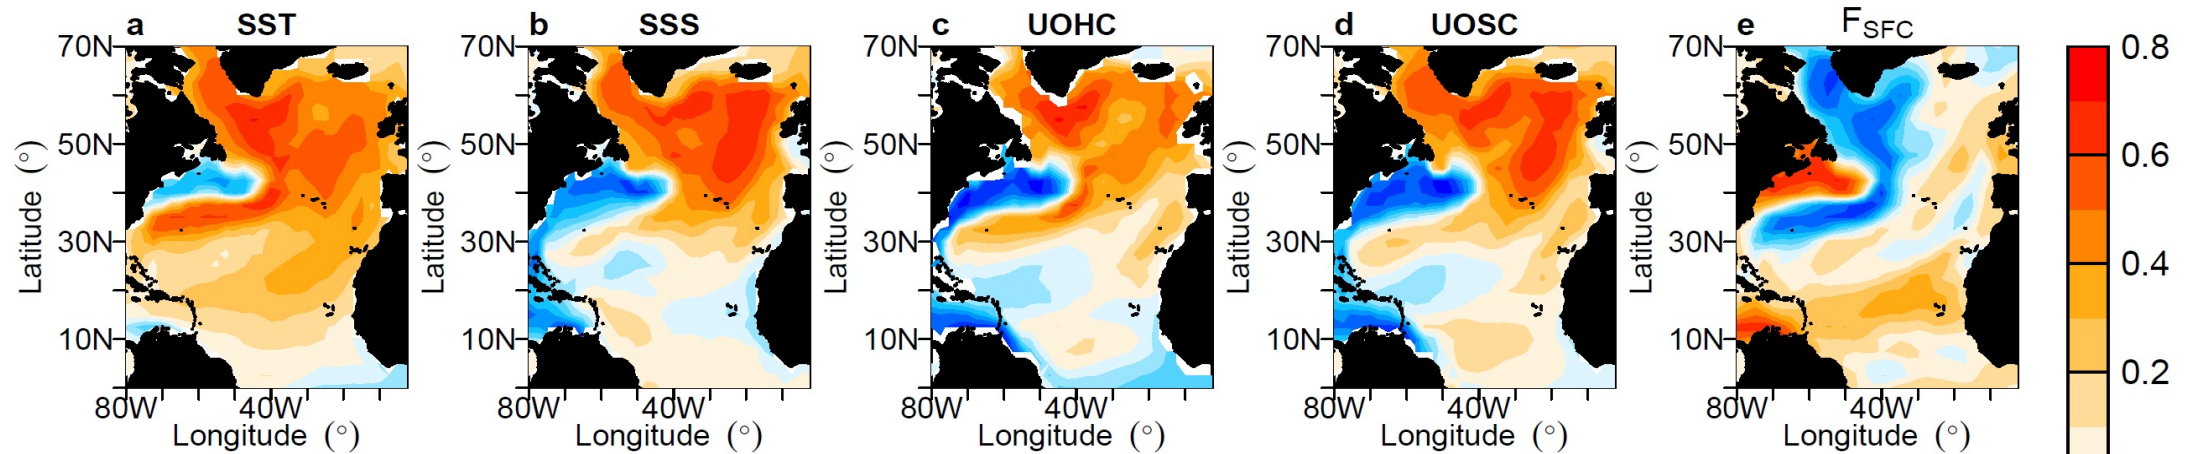 a SST
b SSS
c UOHC
d UOSC
e F_SFC
70N 50N 30N 10N
Latitude (°)
80W 40W
Longitude (°)
70N 50N 30N 10N
Latitude (°)
80W 40W
Longitude (°)
70N 50N 30N 10N
Latitude (°)
80W 40W
Longitude (°)
70N 50N 30N 10N
Latitude (°)
80W 40W
Longitude (°)
70N 50N 30N 10N
Latitude (°)
80W 40W
Longitude (°)
0.8
0.6
0.4
0.2